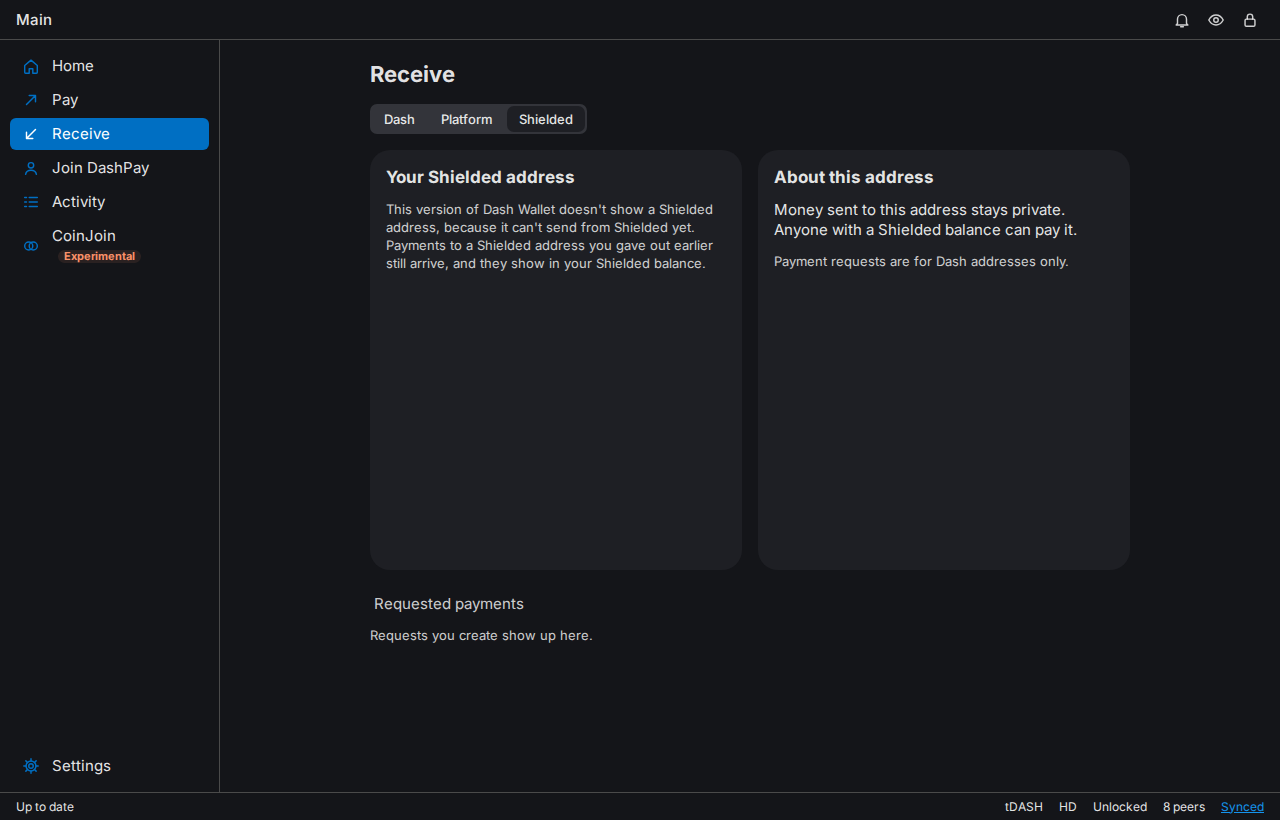 Main
Home
Pay
Receive
Join DashPay
Activity
CoinJoin
Experimental
Settings
Receive
Dash Platform Shielded
Your Shielded address
This version of Dash Wallet doesn't show a Shielded
address, because it can't send from Shielded yet.
Payments to a Shielded address you gave out earlier
still arrive, and they show in your Shielded balance.
About this address
Money sent to this address stays private.
Anyone with a Shielded balance can pay it.
Payment requests are for Dash addresses only.
Requested payments
Requests you create show up here.
Up to date
tDASH HD Unlocked 8 peers Synced